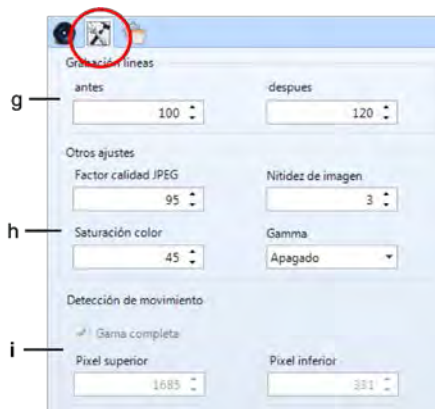 Grabación lineas
g
antes despues
100 120
Otros ajustes
Factor calidad JPEG Nitidez de imagen
95 3
h
Saturación color Gamma
45 Apagado
Detección de movimiento
Gama completa
i
Pixel superior Pixel inferior
1685 331